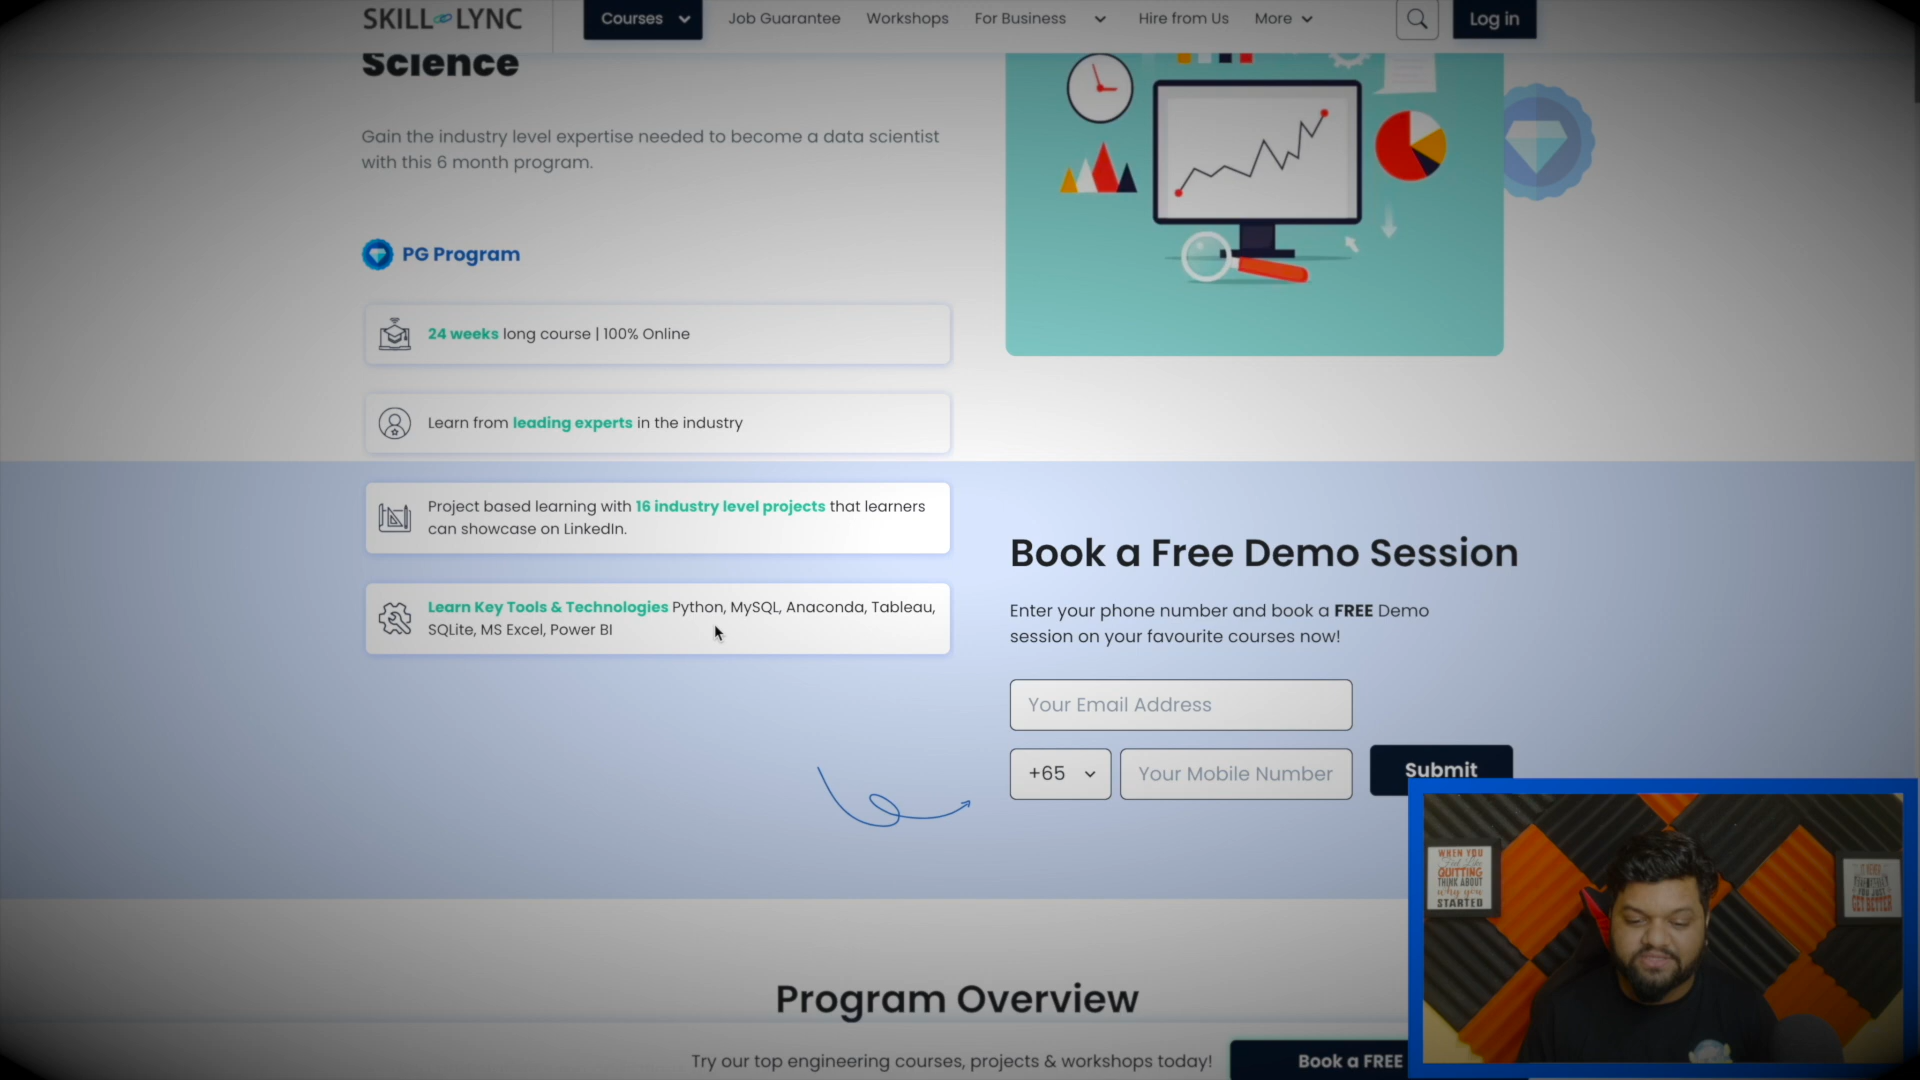 SKILL LYNC
Courses
Job Guarantee
Workshops
For Business
Hire from Us
More
Log in
Science
Gain the industry level expertise needed to become a data scientist
with this 6 month program.
PG Program
24 weeks long course | 100% Online
Learn from leading experts in the industry
Project based learning with 16 industry level projects that learners
can showcase on LinkedIn.
Learn Key Tools & Technologies Python, MySQL, Anaconda, Tableau,
SQLite, MS Excel, Power BI
Book a Free Demo Session
Enter your phone number and book a FREE Demo
session on your favourite courses now!
Your Email Address
+65
Your Mobile Number
Submit
Program Overview
Try our top engineering courses, projects & workshops today!
Book a FREE
WHEN YOU
Feel Like
QUITTING
THINK ABOUT
why you
STARTED
GET BETTER